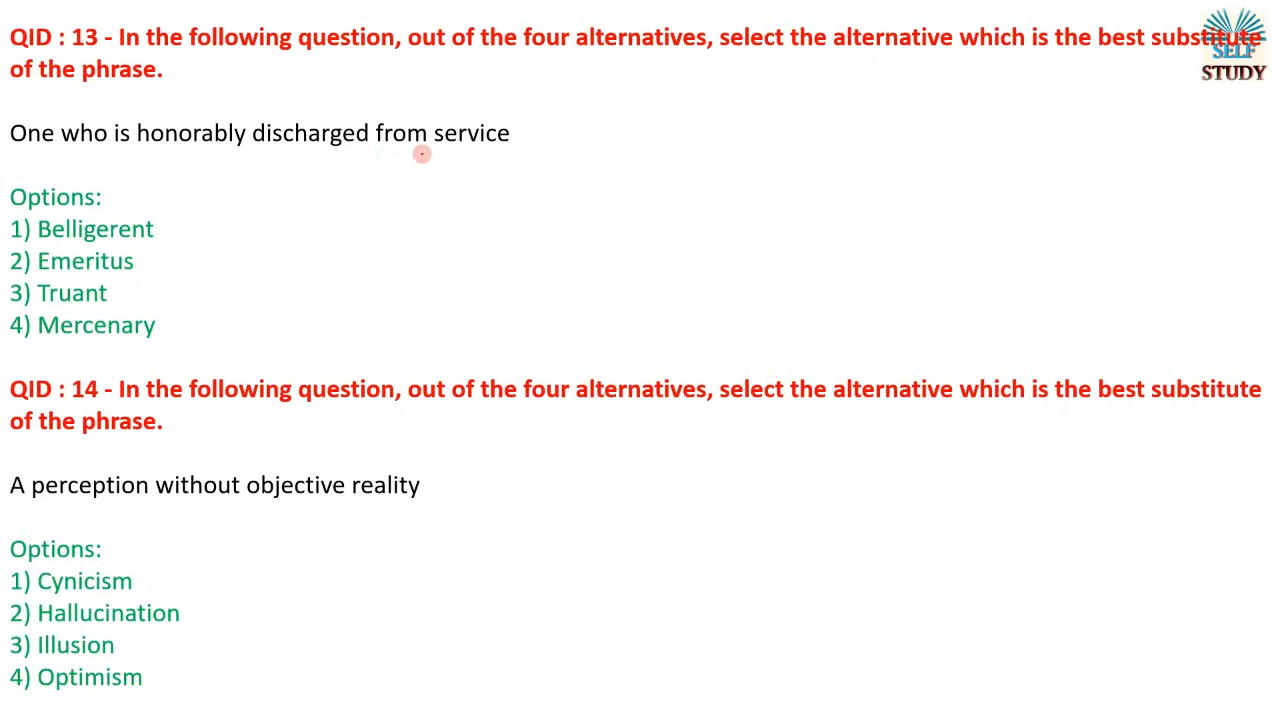 QID : 13 - In the following question, out of the four alternatives, select the alternative which is the best substitute
of the phrase.
SELF
STUDY
One who is honorably discharged from service
Options:
1) Belligerent
2) Emeritus
3) Truant
4) Mercenary
QID : 14 - In the following question, out of the four alternatives, select the alternative which is the best substitute
of the phrase.
A perception without objective reality
Options:
1) Cynicism
2) Hallucination
3) Illusion
4) Optimism